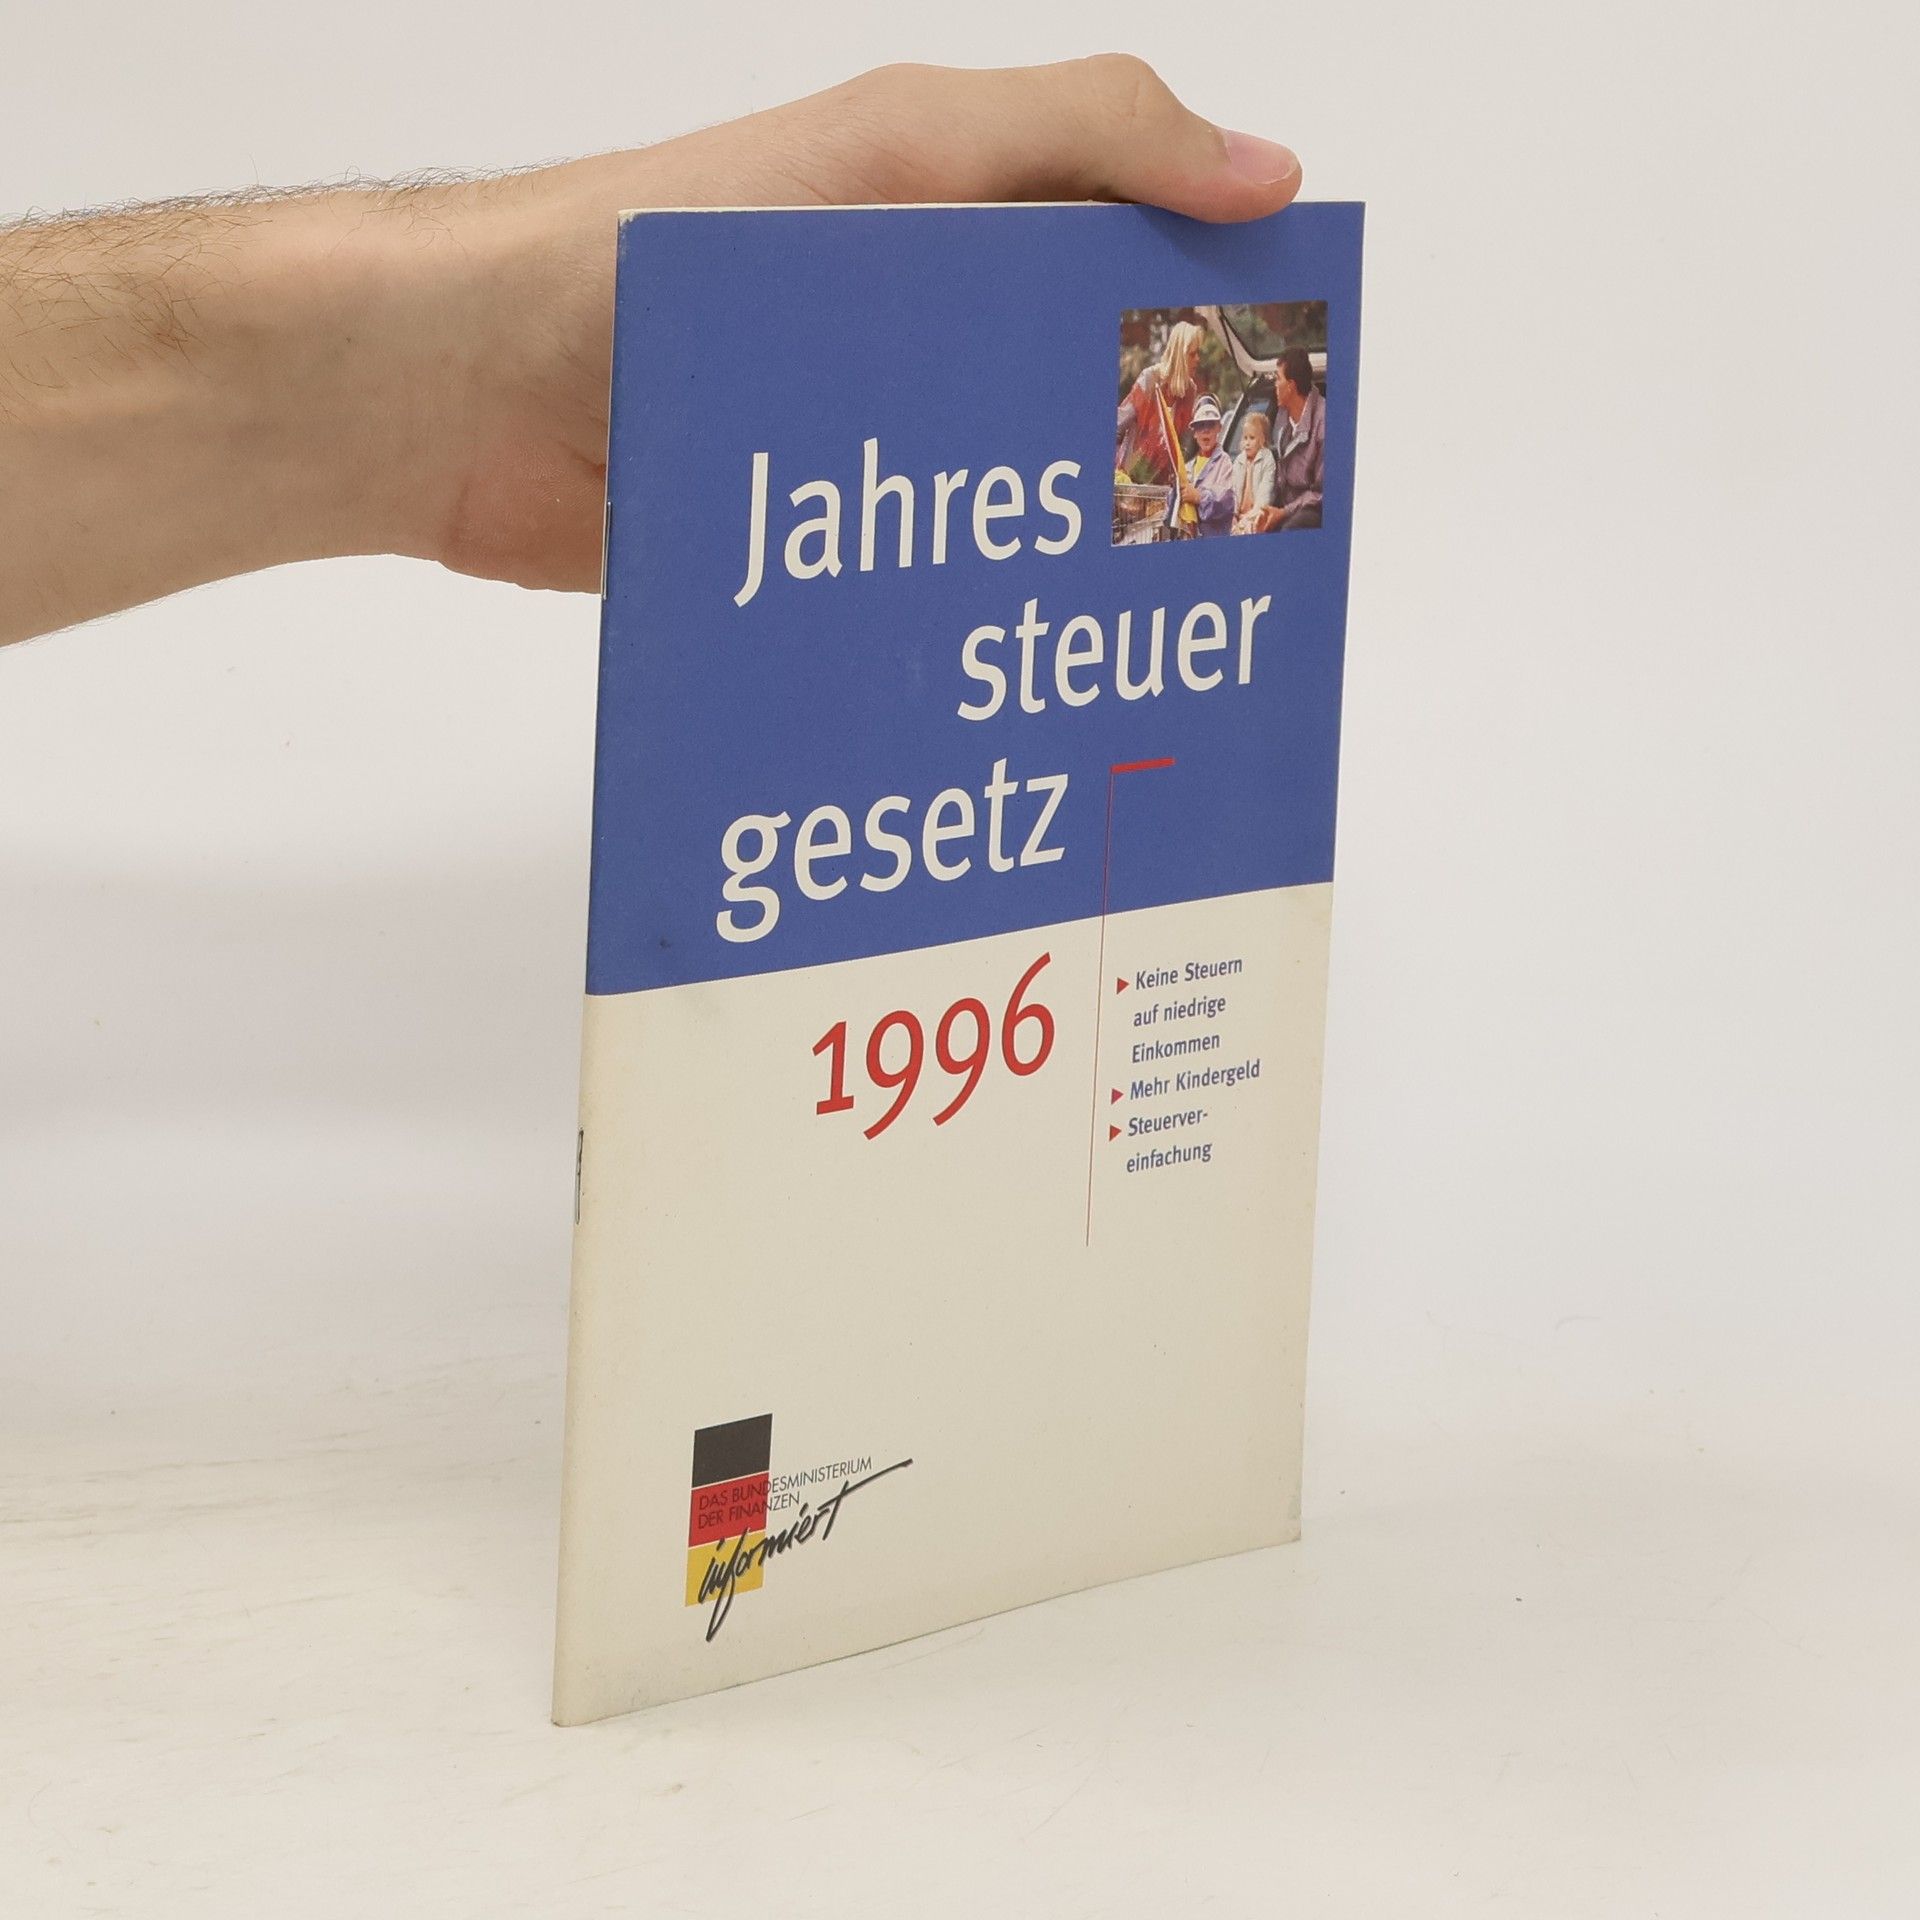 Jahres
steuer
gesetz
1996
Keine Steuern
auf niedrige
Einkommen
Mehr Kindergeld
Steuerver-
einfachung
DAS BUNDESMINISTERIUM
DER FINANZEN
informiert